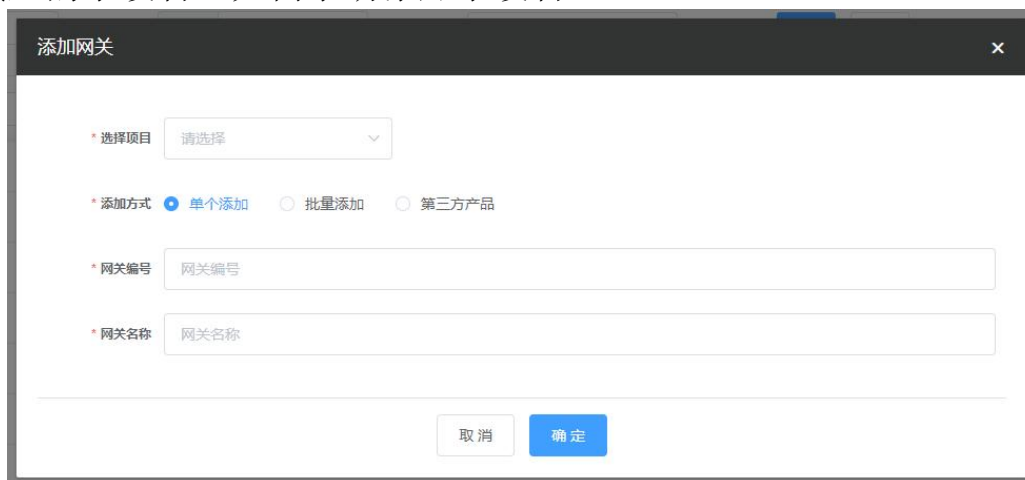 添加网关
* 选择项目 请选择
* 添加方式 单个添加 批量添加 第三方产品
* 网关编号 网关编号
* 网关名称 网关名称
取消 确定